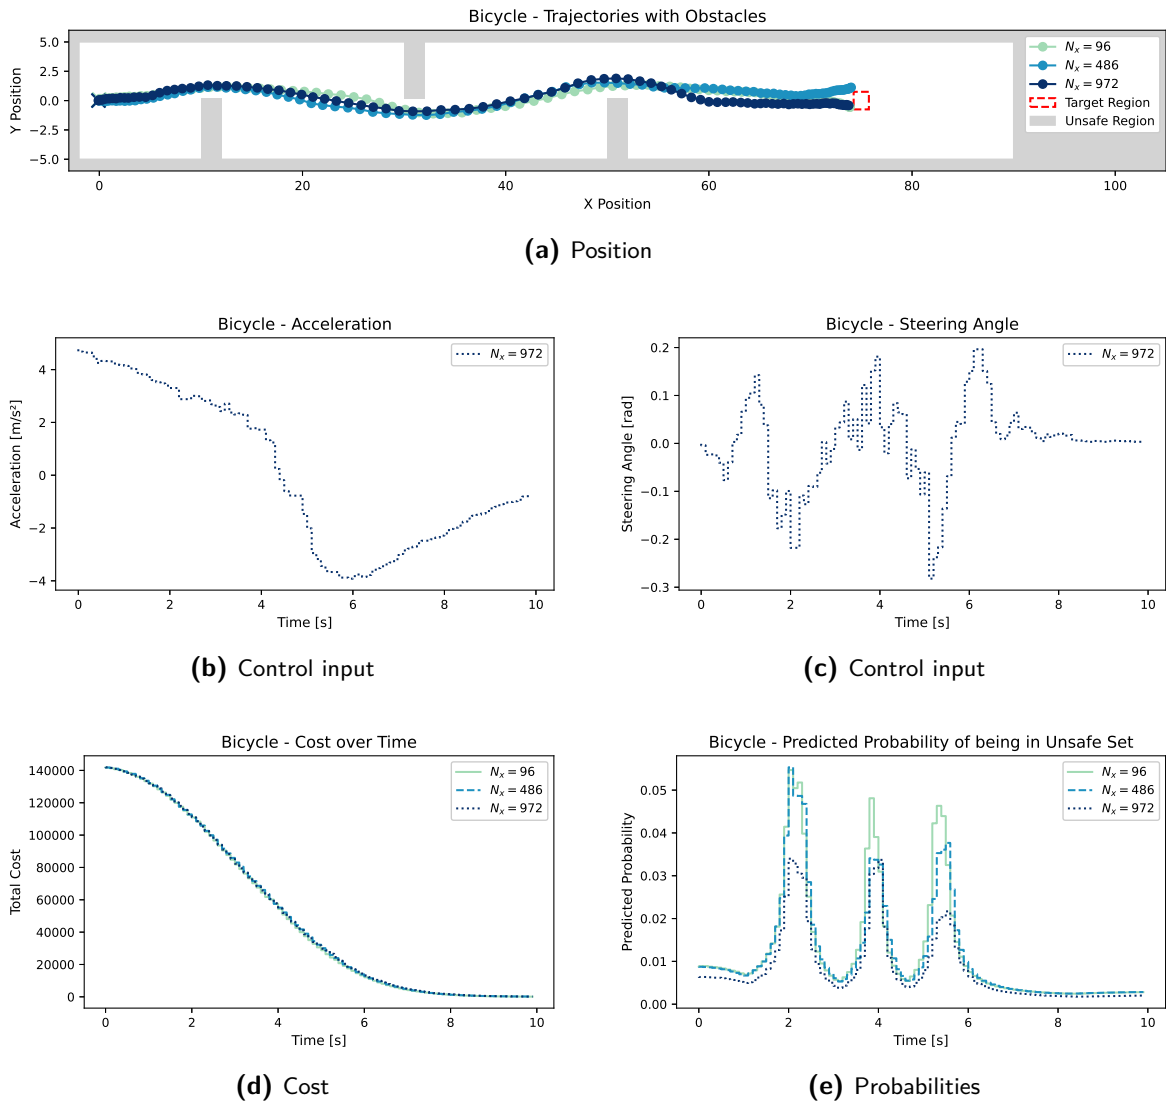 Bicycle - Trajectories with Obstacles
Y Position
5.0
2.5
0.0
−2.5
−5.0
N_x = 96
N_x = 486
N_x = 972
Target Region
Unsafe Region
0 20 40 60 80 100
X Position
(a) Position
Bicycle - Acceleration
Acceleration [m/s²]
4
2
0
−2
−4
N_x = 972
0 2 4 6 8 10
Time [s]
(b) Control input
Bicycle - Steering Angle
Steering Angle [rad]
0.2
0.1
0.0
−0.1
−0.2
−0.3
N_x = 972
0 2 4 6 8 10
Time [s]
(c) Control input
Bicycle - Cost over Time
Total Cost
140000
120000
100000
80000
60000
40000
20000
0
N_x = 96
N_x = 486
N_x = 972
0 2 4 6 8 10
Time [s]
(d) Cost
Bicycle - Predicted Probability of being in Unsafe Set
Predicted Probability
0.05
0.04
0.03
0.02
0.01
0.00
N_x = 96
N_x = 486
N_x = 972
0 2 4 6 8 10
Time [s]
(e) Probabilities